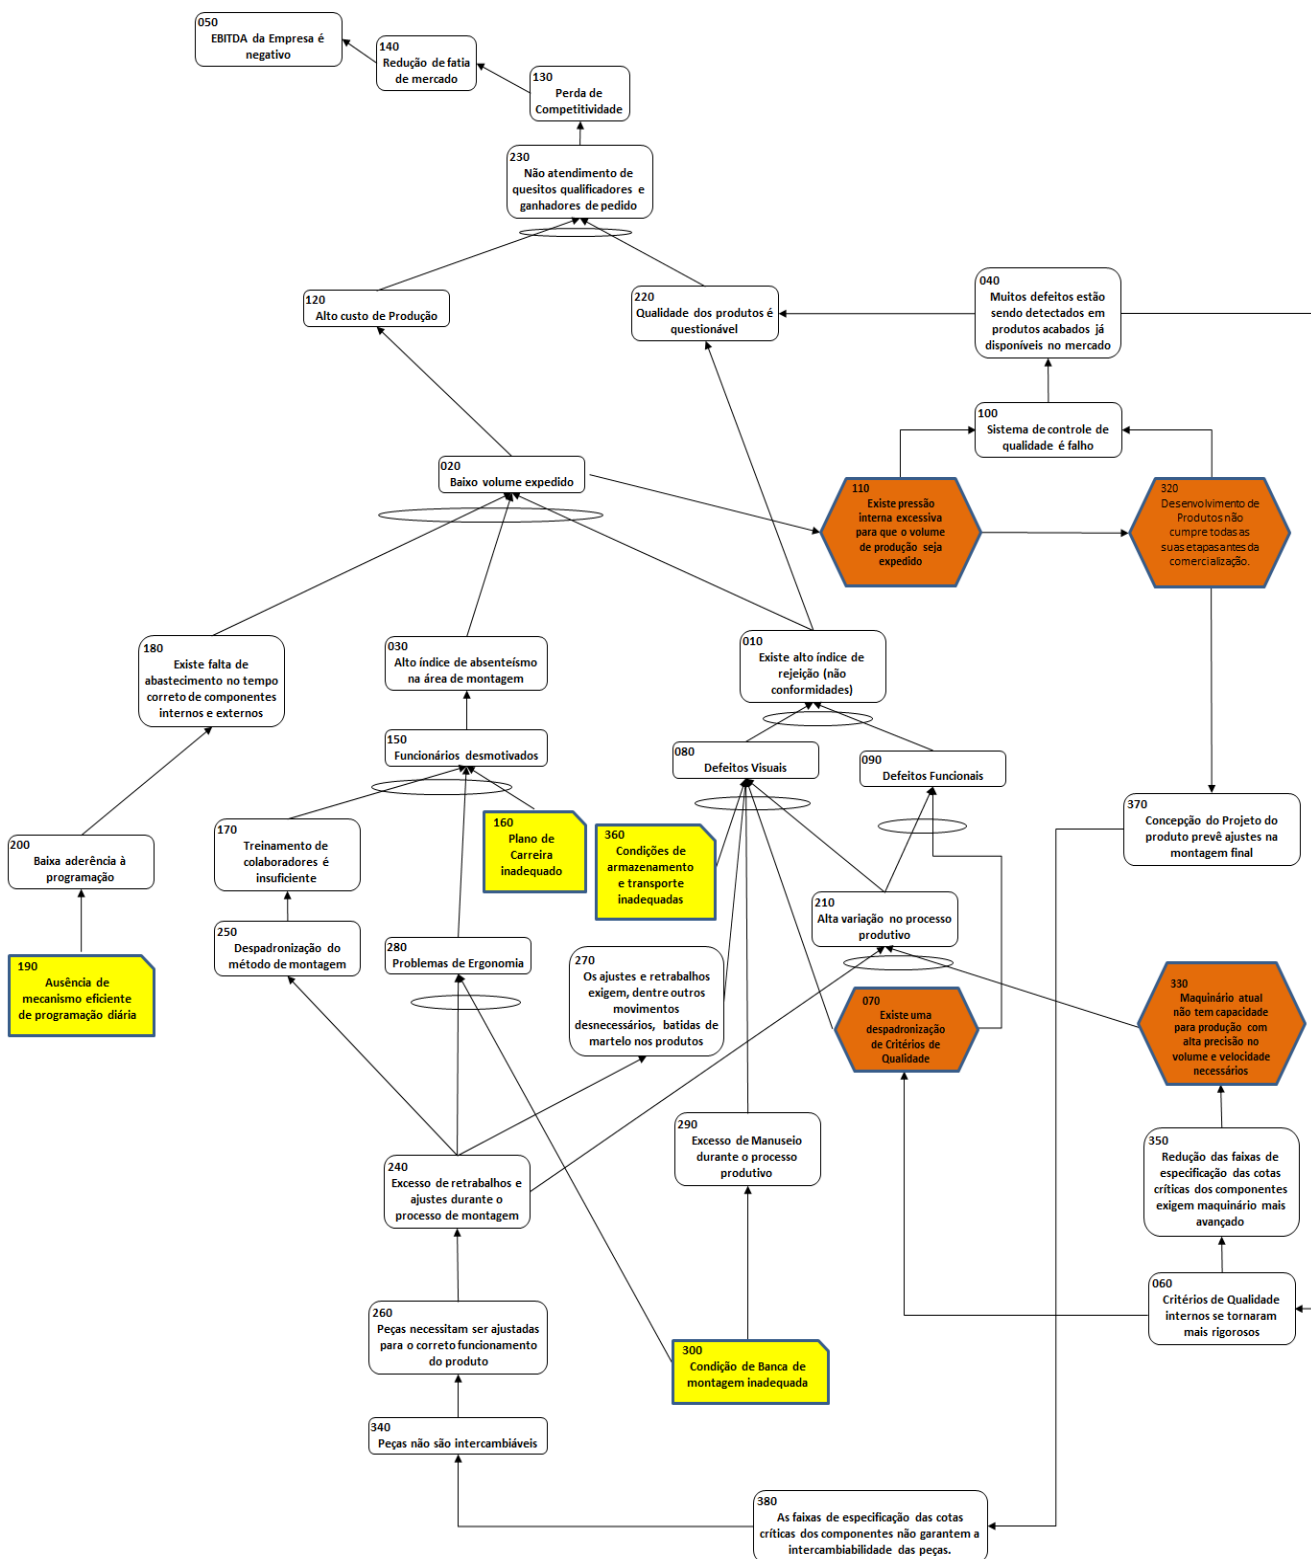 050
EBITDA da Empresa é
negativo
140
Redução de fatia
de mercado
130
Perda de
Competitividade
230
Não atendimento de
quesitos qualificadores e
ganhadores de pedido
120
Alto custo de Produção
220
Qualidade dos produtos é
questionável
040
Muitos defeitos estão
sendo detectados em
produtos acabados já
disponíveis no mercado
100
Sistema de controle de
qualidade é falho
020
Baixo volume expedido
110
Existe pressão
interna excessiva
para que o volume
de produção seja
expedido
320
Desenvolvimento de
Produtos não
cumpre todas as
suas etapasantes da
comercialização.
180
Existe falta de
abastecimento no tempo
correto de componentes
internos e externos
030
Alto índice de absenteísmo
na área de montagem
010
Existe alto índice de
rejeição (não
conformidades)
150
Funcionários desmotivados
080
Defeitos Visuais
090
Defeitos Funcionais
200
Baixa aderência à
programação
170
Treinamento de
colaboradores é
insuficiente
160
Plano de
Carreira
inadequado
360
Condições de
armazenamento
e transporte
inadequadas
370
Concepção do Projeto do
produto prevê ajustes na
montagem final
210
Alta variação no processo
produtivo
250
Despadronização do
método de montagem
280
Problemas de Ergonomia
270
Os ajustes e retrabalhos
exigem, dentre outros
movimentos
desnecessários, batidas de
martelo nos produtos
190
Ausência de
mecanismo eficiente
de programação diária
070
Existe uma
despadronização
de Critérios de
Qualidade
330
Maquinário atual
não tem capacidade
para produção com
alta precisão no
volume e velocidade
necessários
290
Excesso de Manuseio
durante o processo
produtivo
240
Excesso de retrabalhos e
ajustes durante o
processo de montagem
350
Redução das faixas de
especificação das cotas
críticas dos componentes
exigem maquinário mais
avançado
060
Critérios de Qualidade
internos se tornaram
mais rigorosos
260
Peças necessitam ser ajustadas
para o correto funcionamento
do produto
300
Condição de Banca de
montagem inadequada
340
Peças não são intercambiáveis
380
As faixas de especificação das cotas
críticas dos componentes não garantem a
intercambiabilidade das peças.